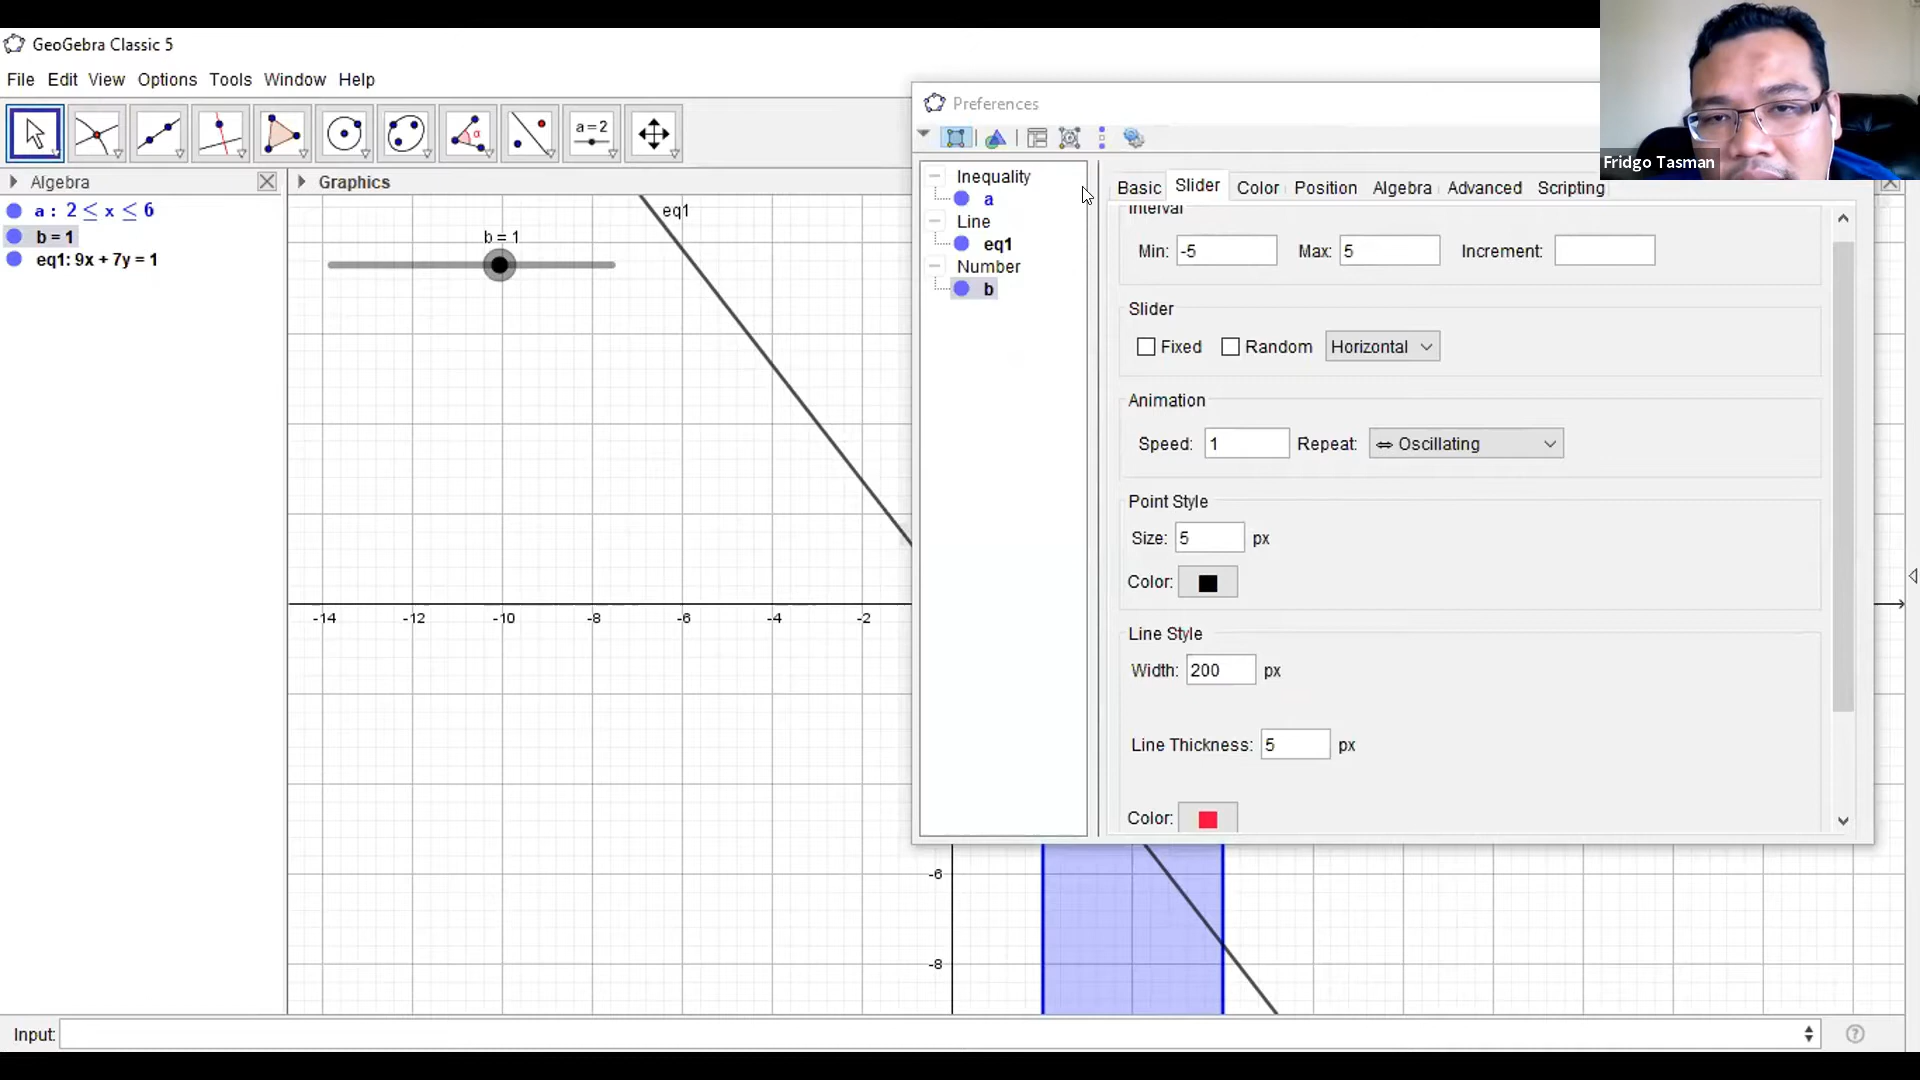 GeoGebra Classic 5
File Edit View Options Tools Window Help
a=2
Preferences
Fridgo Tasman
Algebra
Graphics
a : 2 ≤ x ≤ 6
b = 1
eq1: 9x + 7y = 1
eq1
b = 1
Inequality
a
Line
eq1
Number
b
Basic Slider Color Position Algebra Advanced Scripting
Interval
Min: -5 Max: 5 Increment:
Slider
Fixed Random Horizontal
Animation
Speed: 1 Repeat: ⇔ Oscillating
Point Style
Size: 5 px
Color:
Line Style
Width: 200 px
Line Thickness: 5 px
Color:
-14 -12 -10 -8 -6 -4 -2
-6
-8
Input: